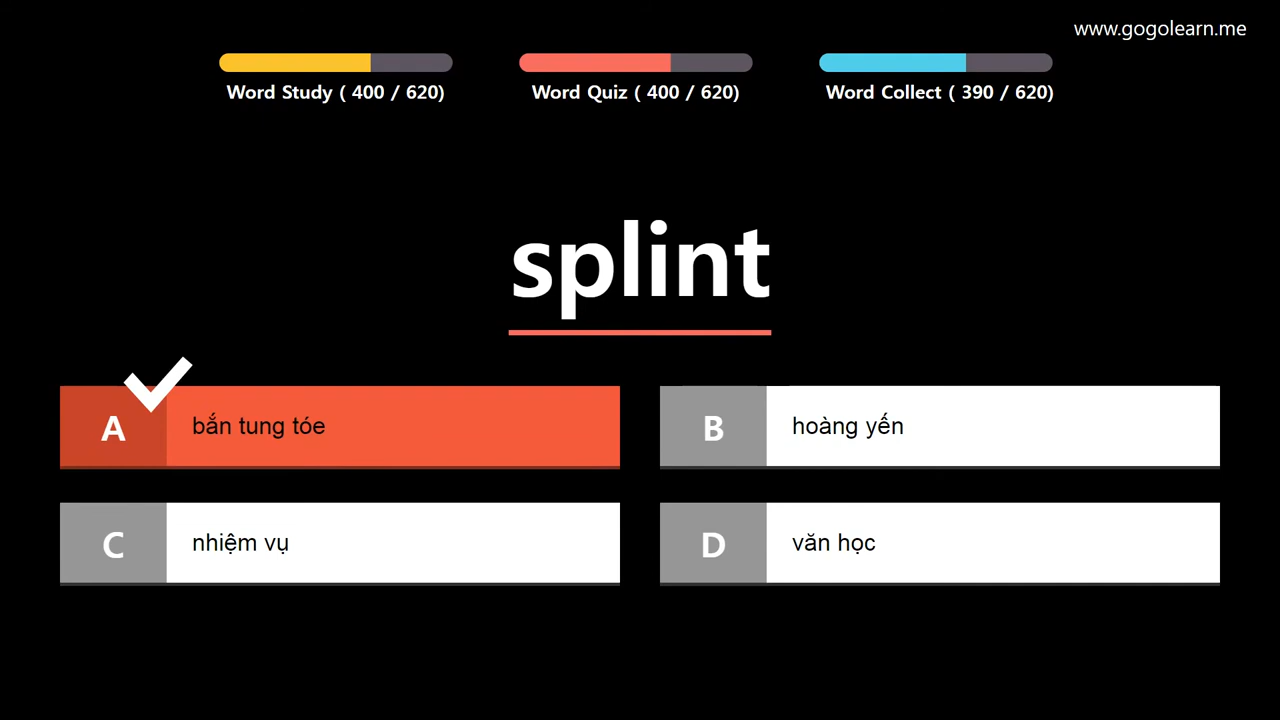 www.gogolearn.me
Word Study ( 400 / 620)
Word Quiz ( 400 / 620)
Word Collect ( 390 / 620)
splint
A
bắn tung tóe
B
hoàng yến
C
nhiệm vụ
D
văn học